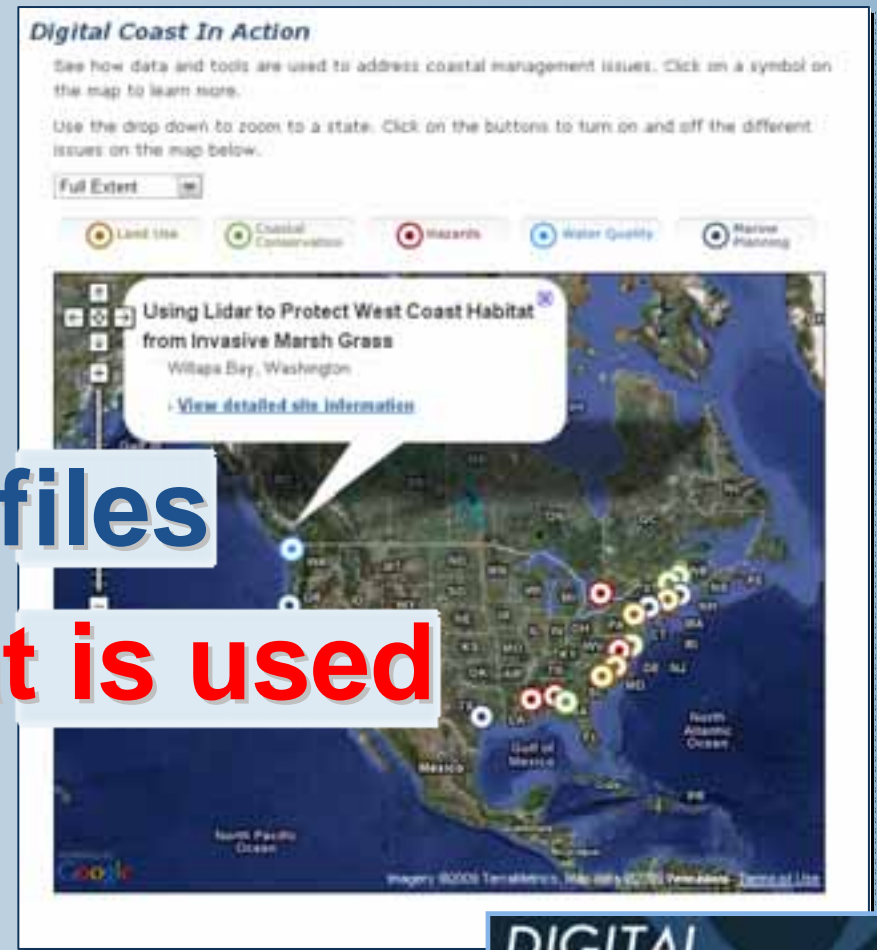 Digital Coast In Action
See how data and tools are used to address coastal management issues. Click on a symbol on
the map to learn more.
Use the drop down to zoom to a state. Click on the buttons to turn on and off the different
issues on the map below.
Full Extent
Land Use
Coastal
Conservation
Hazards
Water Quality
Marine
Planning
Using Lidar to Protect West Coast Habitat
from Invasive Marsh Grass
Willapa Bay, Washington
View detailed site information
files
t is used
North
Atlantic
Ocean
Gulf of
Mexico
Mexico
North Pacific
Ocean
Google
Terms of Use
DIGITAL